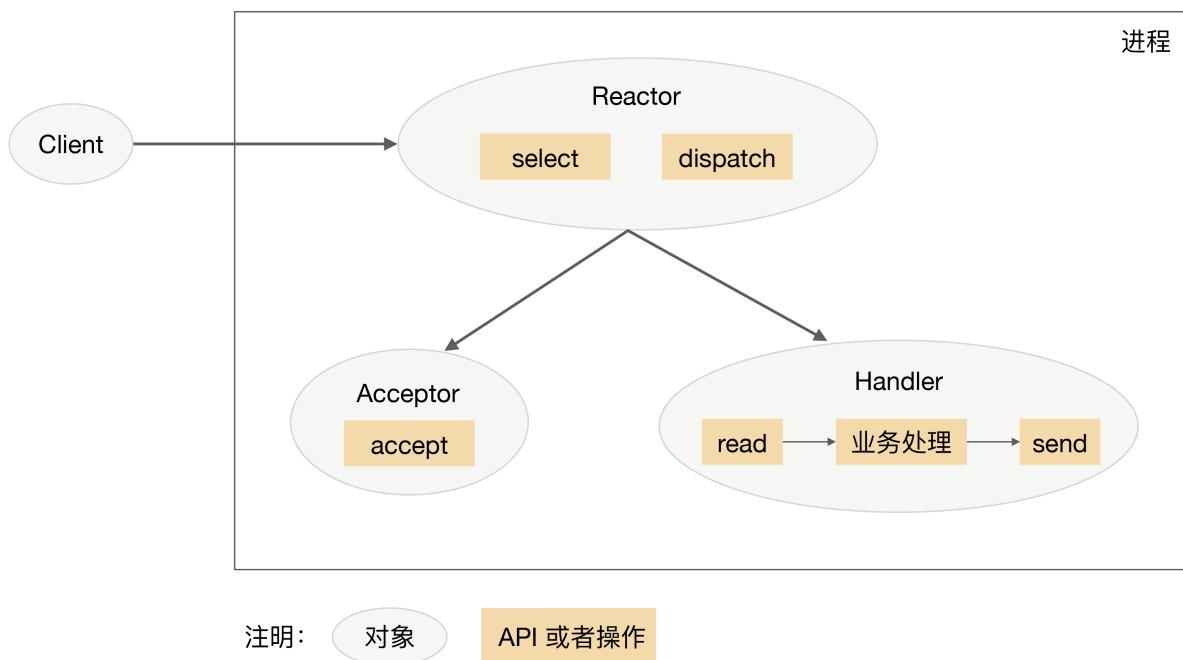 进程
Reactor
Client
select
dispatch
Acceptor
accept
Handler
read
业务处理
send
注明：
对象
API 或者操作